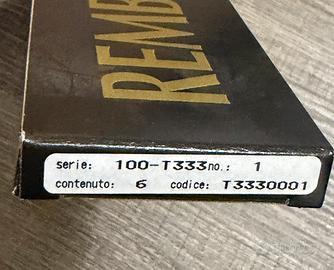 REMB
serie: 100-T333 no.: 1
contenuto: 6 codice: T3330001